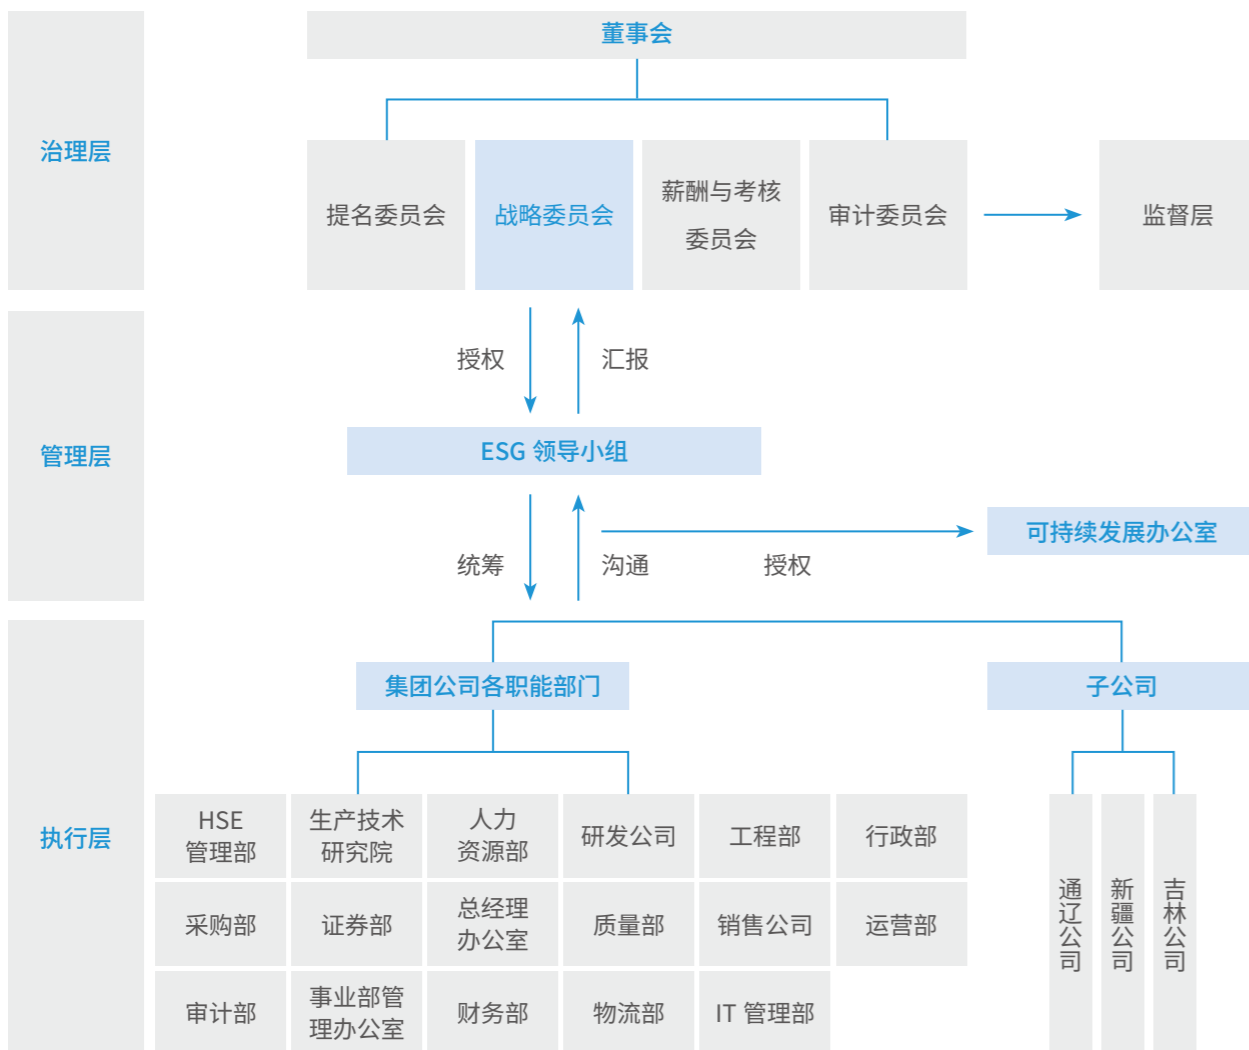 治理层
董事会
提名委员会
战略委员会
薪酬与考核
委员会
审计委员会
监督层
管理层
授权
汇报
ESG 领导小组
可持续发展办公室
统筹
沟通
授权
执行层
集团公司各职能部门
子公司
HSE
管理部
生产技术
研究院
人力
资源部
研发公司
工程部
行政部
采购部
证券部
总经理
办公室
质量部
销售公司
运营部
审计部
事业部管
理办公室
财务部
物流部
IT 管理部
通辽公司
新疆公司
吉林公司